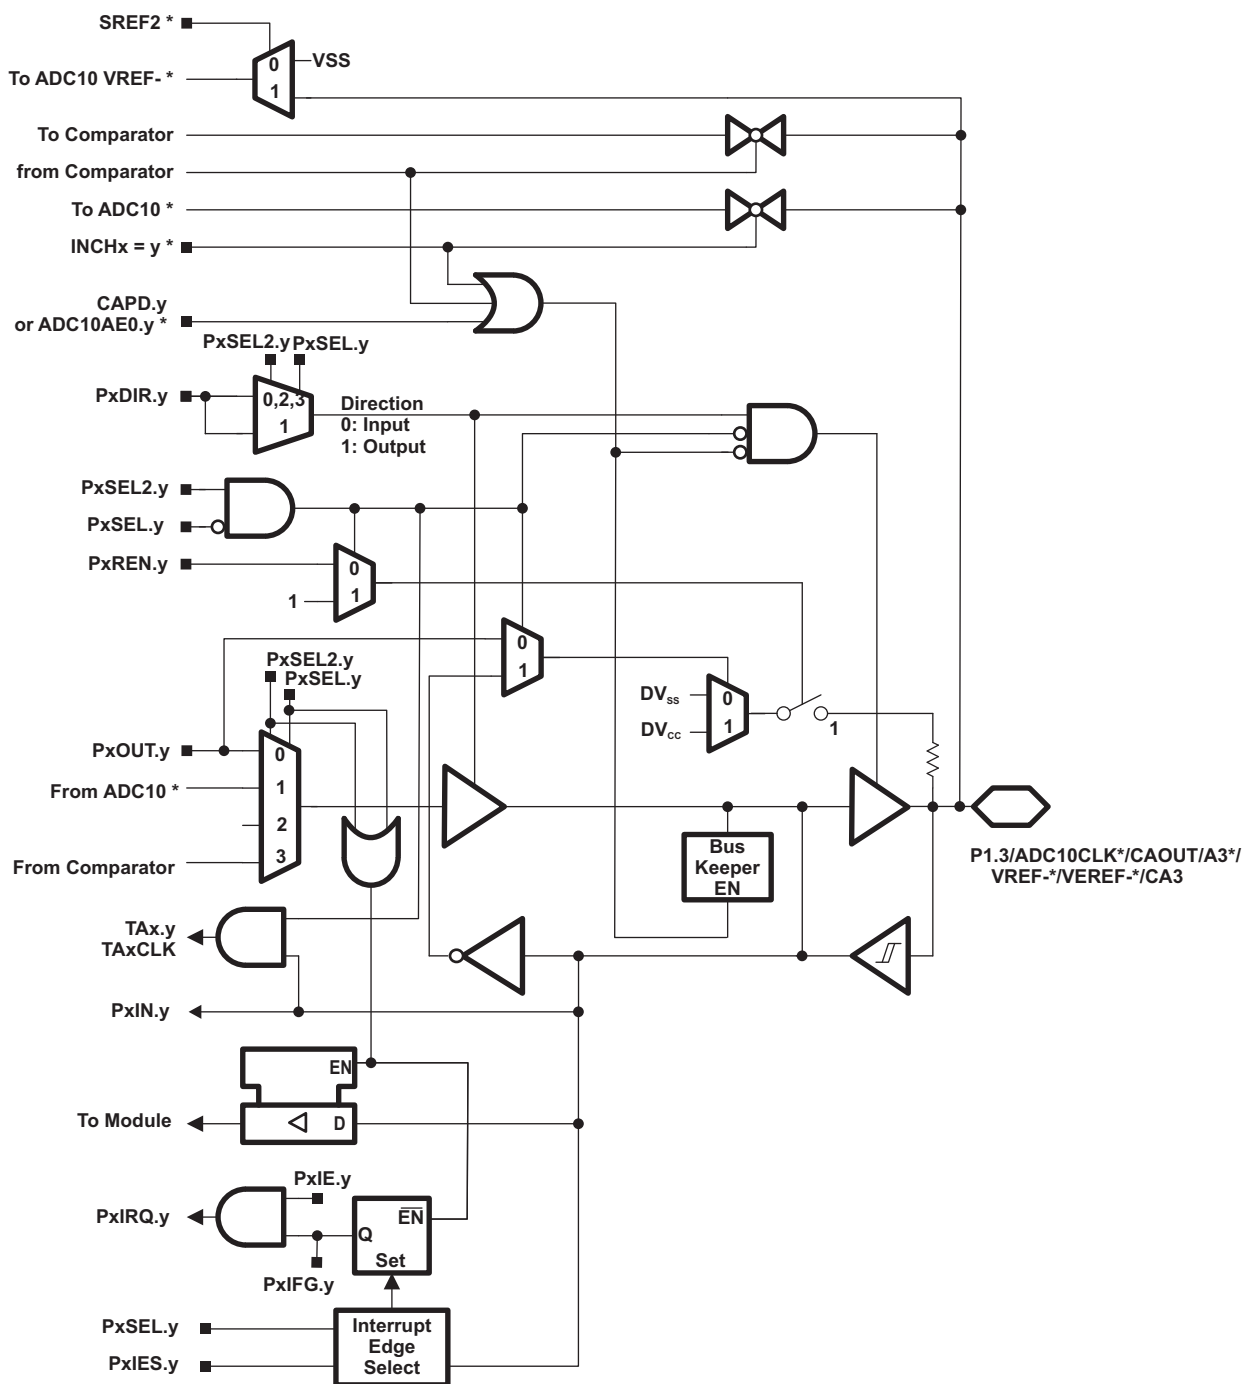 SREF2 *
VSS
0
To ADC10 VREF- *
1
To Comparator
from Comparator
To ADC10 *
INCHx = y *
CAPD.y
or ADC10AE0.y *
PxSEL2.y PxSEL.y
PxDIR.y
0,2,3
1
Direction
0: Input
1: Output
PxSEL2.y
PxSEL.y
PxREN.y
0
1
1
0
1
PxSEL2.y
PxSEL.y
DVSS
0
DVCC
1
1
PxOUT.y
0
From ADC10 *
1
2
From Comparator
3
Bus
Keeper
EN
P1.3/ADC10CLK*/CAOUT/A3*/
VREF-*/VEREF-*/CA3
TAx.y
TAxCLK
PxIN.y
EN
To Module
D
PxIE.y
PxIRQ.y
EN
Q
Set
PxIFG.y
PxSEL.y
PxIES.y
Interrupt
Edge
Select